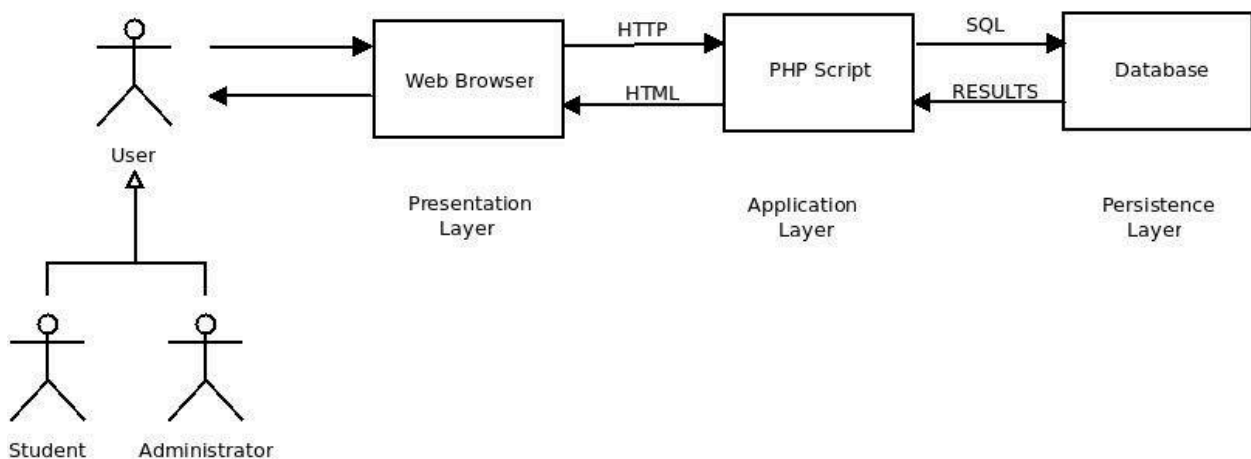 HTTP
SQL
Web Browser
PHP Script
Database
HTML
RESULTS
User
Presentation
Layer
Application
Layer
Persistence
Layer
Student
Administrator